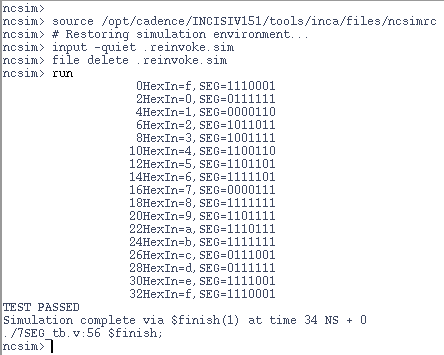 ncsim>
ncsim> source /opt/cadence/INCISIV151/tools/inca/files/ncsimrc
ncsim> # Restoring simulation environment...
ncsim> input -quiet .reinvoke.sim
ncsim> file delete .reinvoke.sim
ncsim> run
0HexIn=f,SEG=1110001
2HexIn=0,SEG=0111111
4HexIn=1,SEG=0000110
6HexIn=2,SEG=1011011
8HexIn=3,SEG=1001111
10HexIn=4,SEG=1100110
12HexIn=5,SEG=1101101
14HexIn=6,SEG=1111101
16HexIn=7,SEG=0000111
18HexIn=8,SEG=1111111
20HexIn=9,SEG=1101111
22HexIn=a,SEG=1110111
24HexIn=b,SEG=1111111
26HexIn=c,SEG=0111001
28HexIn=d,SEG=0111111
30HexIn=e,SEG=1111001
32HexIn=f,SEG=1110001
TEST PASSED
Simulation complete via $finish(1) at time 34 NS + 0
./7SEG_tb.v:56 $finish;
ncsim>